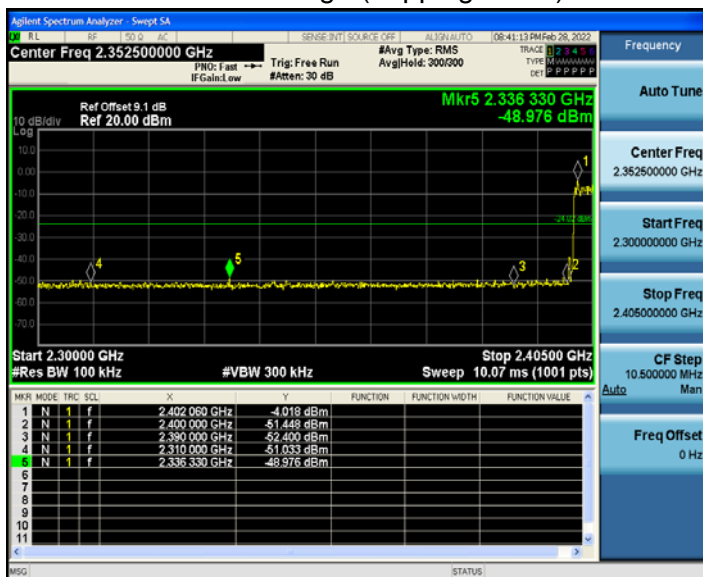 Agilent Spectrum Analyzer - Swept SA
RL RF 50 Ω AC SENSE:INT SOURCE OFF ALIGN AUTO 08:41:13 PM Feb 28, 2022
Center Freq 2.352500000 GHz #Avg Type: RMS TRACE 1 2 3 4 5 6
PNO: Fast Trig: Free Run Avg|Hold: 300/300 TYPE M
IFGain:Low #Atten: 30 dB DET P P P P P P
Frequency
Mkr5 2.336 330 GHz
-48.976 dBm
Ref Offset 9.1 dB
10 dB/div Ref 20.00 dBm
Log
10.0
0.00
-10.0
-20.0
-30.0
-40.0
-50.0
-60.0
-70.0
1
2
3
4
5
-24.02 dBm
Start 2.30000 GHz Stop 2.40500 GHz
#Res BW 100 kHz #VBW 300 kHz Sweep 10.07 ms (1001 pts)
MKR MODE TRC SCL X Y FUNCTION FUNCTION WIDTH FUNCTION VALUE
1 N 1 f 2.402 060 GHz -4.018 dBm
2 N 1 f 2.400 000 GHz -51.448 dBm
3 N 1 f 2.390 000 GHz -52.400 dBm
4 N 1 f 2.310 000 GHz -51.033 dBm
5 N 1 f 2.336 330 GHz -48.976 dBm
6
7
8
9
10
11
MSG STATUS
Auto Tune
Center Freq
2.352500000 GHz
Start Freq
2.300000000 GHz
Stop Freq
2.405000000 GHz
CF Step
10.500000 MHz
Auto Man
Freq Offset
0 Hz